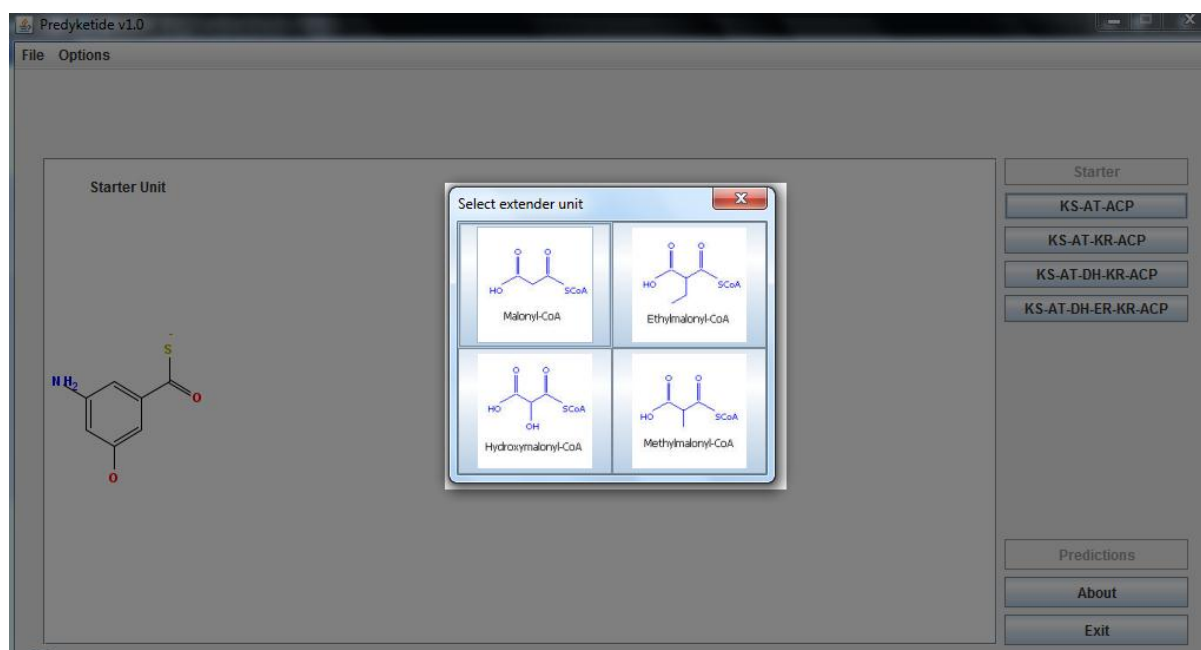 Predyketide v1.0
File Options
Starter Unit
Starter
KS-AT-ACP
KS-AT-KR-ACP
KS-AT-DH-KR-ACP
KS-AT-DH-ER-KR-ACP
Select extender unit
O O
HO SCoA
Malonyl-CoA
O O
HO SCoA
Ethylmalonyl-CoA
O O
HO SCoA
OH
Hydroxymalonyl-CoA
O O
HO SCoA
Methylmalonyl-CoA
-
S
NH2
O
O
Predictions
About
Exit